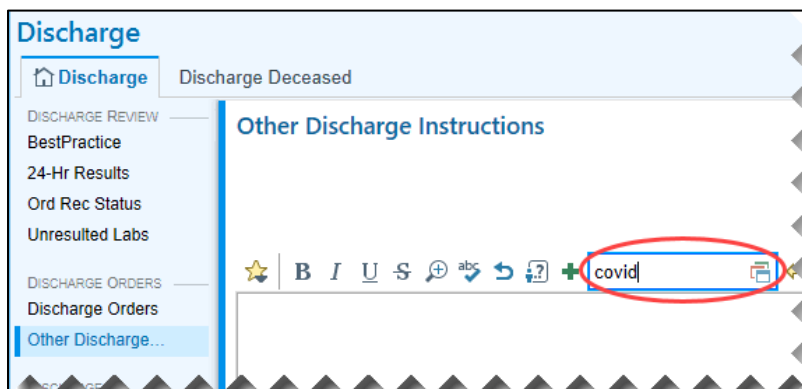 Discharge
Discharge Discharge Deceased
DISCHARGE REVIEW
BestPractice
24-Hr Results
Ord Rec Status
Unresulted Labs
DISCHARGE ORDERS
Discharge Orders
Other Discharge...
Other Discharge Instructions
B I U S abc ? covid